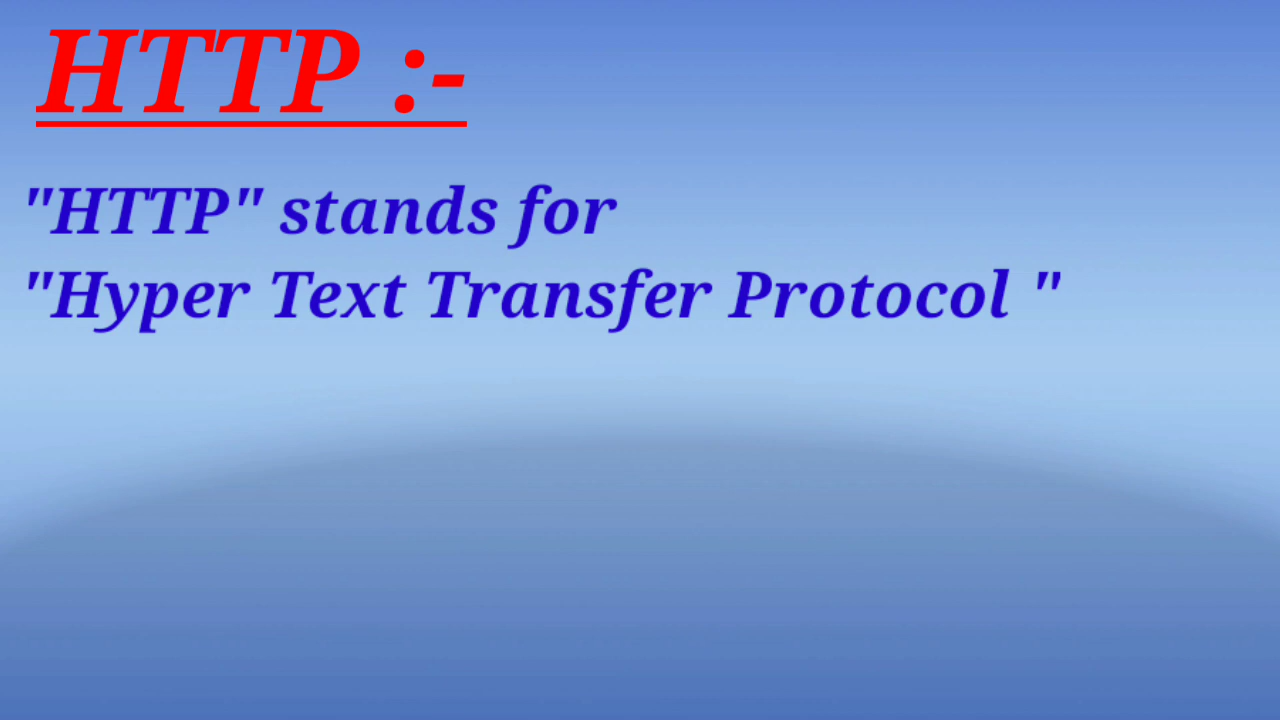 HTTP :-
"HTTP" stands for
"Hyper Text Transfer Protocol "